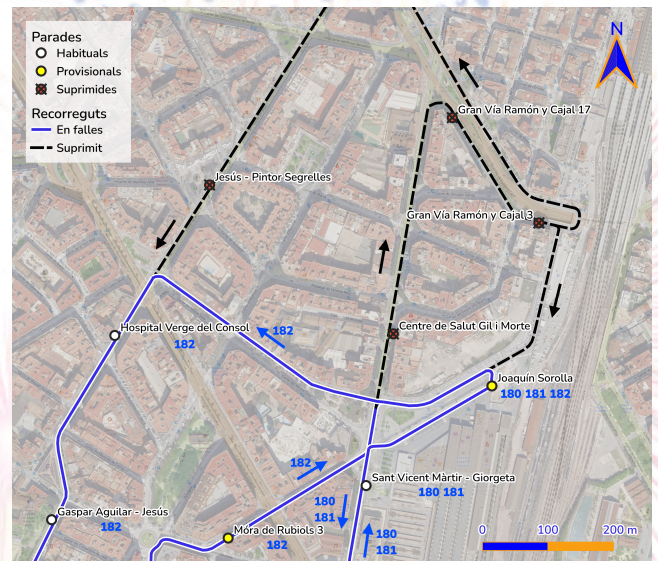 Parades
Habituals
Provisionals
Suprimides
Recorreguts
En falles
Suprimit
N
Gran Vía Ramón y Cajal 17
Jesús - Pintor Segrelles
Gran Vía Ramón y Cajal 3
Hospital Verge del Consol
182
182
Centre de Salut Gil i Morte
Joaquín Sorolla
180 181 182
182
Sant Vicent Màrtir - Giorgeta
180 181
180
181
Gaspar Aguilar - Jesús
182
Móra de Rubiols 3
182
180
181
0 100 200 m